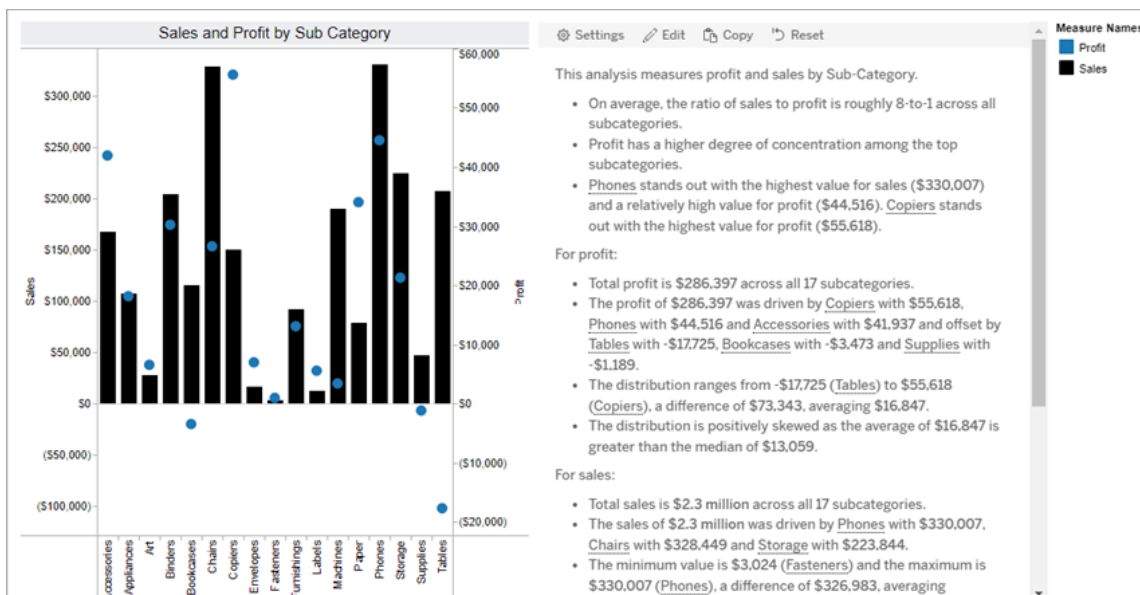 Sales and Profit by Sub Category
$300,000
$250,000
$200,000
$150,000
$100,000
$50,000
$0
($50,000)
($100,000)
Sales
$60,000
$50,000
$40,000
$30,000
$20,000
$10,000
$0
($10,000)
($20,000)
Profit
ccessories
Appliances
Art
Binders
Bookcases
Chairs
Copiers
Envelopes
Fasteners
urnishings
Labels
Machines
Paper
Phones
Storage
Supplies
Tables
Settings Edit Copy Reset
This analysis measures profit and sales by Sub-Category.
• On average, the ratio of sales to profit is roughly 8-to-1 across all
subcategories.
• Profit has a higher degree of concentration among the top
subcategories.
• Phones stands out with the highest value for sales ($330,007)
and a relatively high value for profit ($44,516). Copiers stands
out with the highest value for profit ($55,618).
For profit:
• Total profit is $286,397 across all 17 subcategories.
• The profit of $286,397 was driven by Copiers with $55,618,
Phones with $44,516 and Accessories with $41,937 and offset by
Tables with -$17,725, Bookcases with -$3,473 and Supplies with
-$1,189.
• The distribution ranges from -$17,725 (Tables) to $55,618
(Copiers), a difference of $73,343, averaging $16,847.
• The distribution is positively skewed as the average of $16,847 is
greater than the median of $13,059.
For sales:
• Total sales is $2.3 million across all 17 subcategories.
• The sales of $2.3 million was driven by Phones with $330,007,
Chairs with $328,449 and Storage with $223,844.
• The minimum value is $3,024 (Fasteners) and the maximum is
$330,007 (Phones), a difference of $326,983, averaging
Measure Names
Profit
Sales